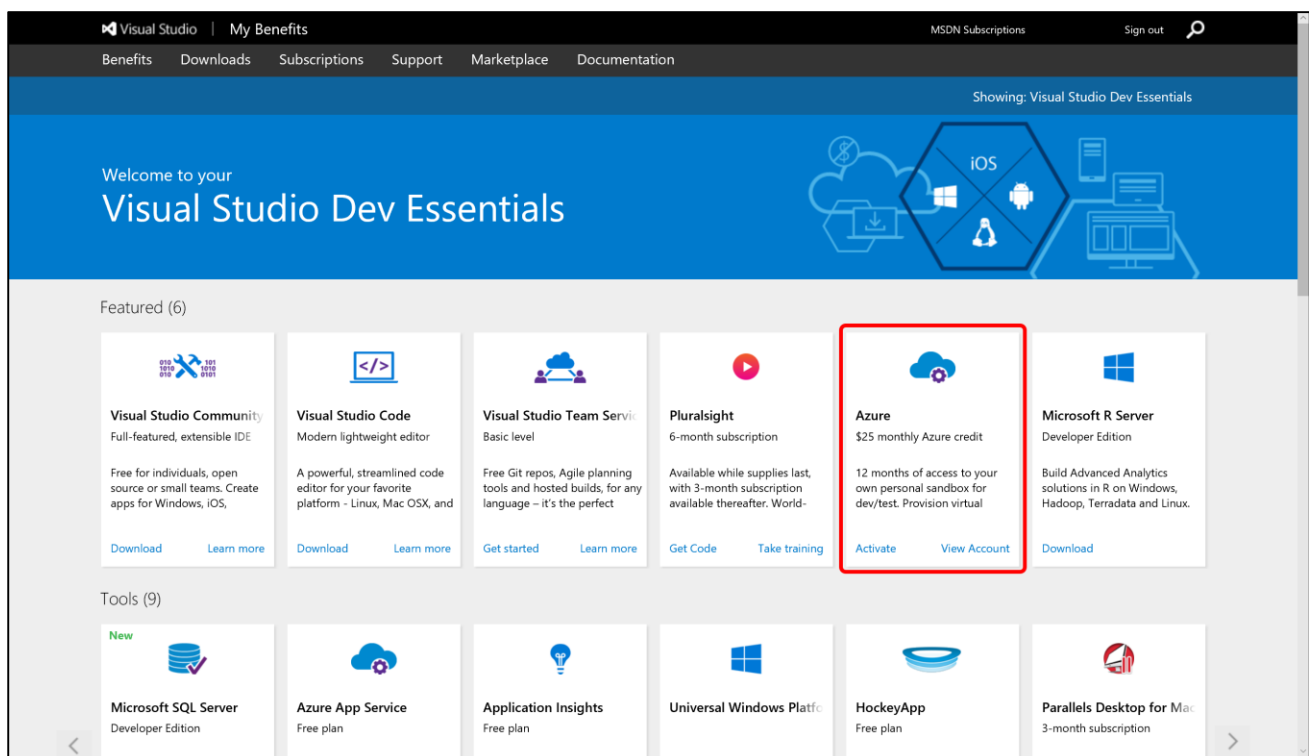 Visual Studio | My Benefits MSDN Subscriptions Sign out
Benefits Downloads Subscriptions Support Marketplace Documentation
Showing: Visual Studio Dev Essentials
Welcome to your
Visual Studio Dev Essentials
iOS
Featured (6)
010 101
1010 1010
010 0101
</>
Visual Studio Community
Full-featured, extensible IDE
Free for individuals, open
source or small teams. Create
apps for Windows, iOS,
Download Learn more
Visual Studio Code
Modern lightweight editor
A powerful, streamlined code
editor for your favorite
platform - Linux, Mac OSX, and
Download Learn more
Visual Studio Team Servic
Basic level
Free Git repos, Agile planning
tools and hosted builds, for any
language – it's the perfect
Get started Learn more
Pluralsight
6-month subscription
Available while supplies last,
with 3-month subscription
available thereafter. World-
Get Code Take training
Azure
$25 monthly Azure credit
12 months of access to your
own personal sandbox for
dev/test. Provision virtual
Activate View Account
Microsoft R Server
Developer Edition
Build Advanced Analytics
solutions in R on Windows,
Hadoop, Terradata and Linux.
Download
Tools (9)
New
Microsoft SQL Server
Developer Edition
Azure App Service
Free plan
Application Insights
Free plan
Universal Windows Platfo
HockeyApp
Free plan
Parallels Desktop for Mac
3-month subscription